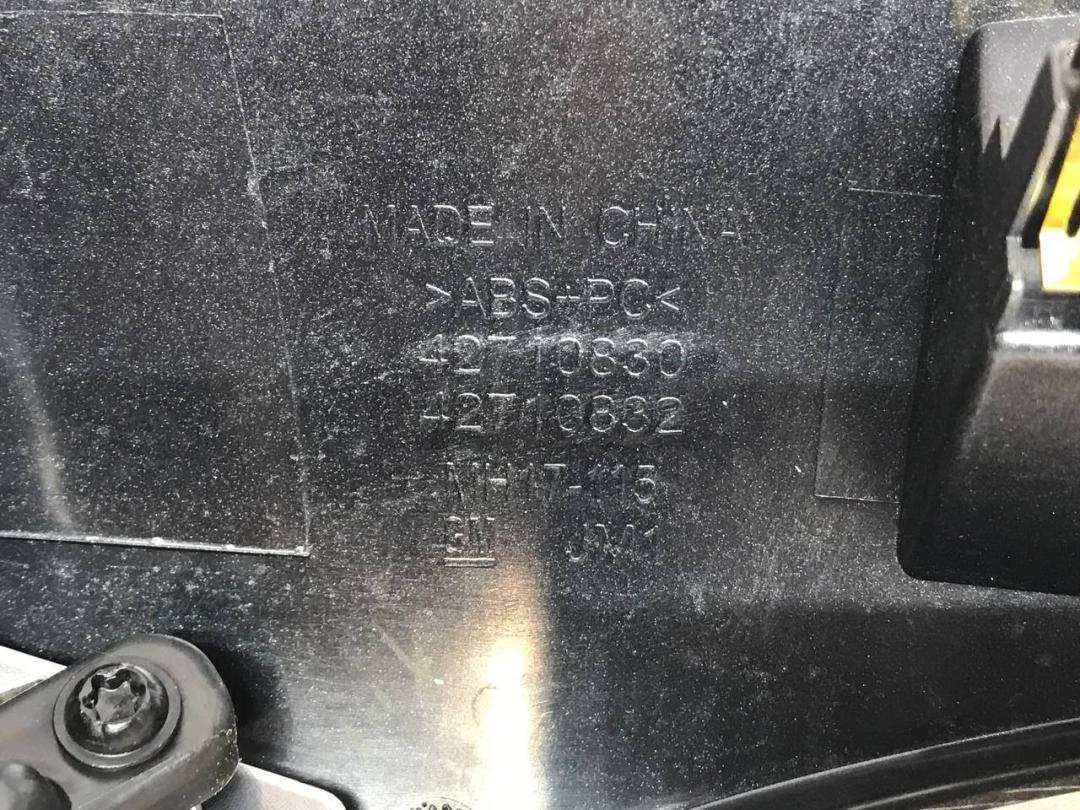 MADE IN CHINA
>ABS+PC<
42710830
42710832
MH17-115
GM JM1